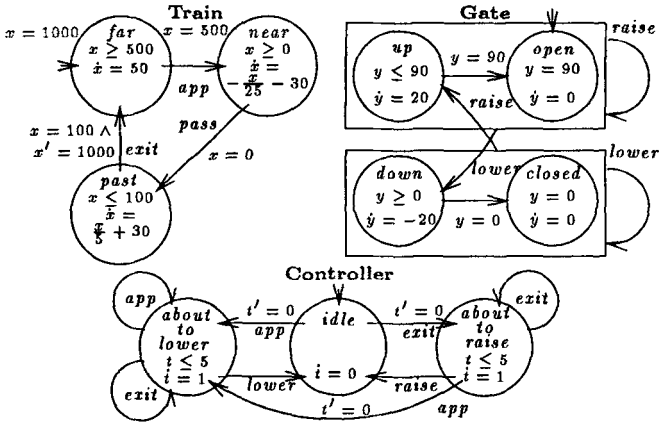 Train
x = 1000
far
x ≥ 500
ẋ = 50
x = 500
app
near
x ≥ 0
ẋ =
−x/25 − 30
pass
x = 0
x = 100 ∧
x′ = 1000
exit
past
x ≤ 100
ẋ =
x/5 + 30
Gate
up
y ≤ 90
ẏ = 20
y = 90
open
y = 90
ẏ = 0
raise
raise
down
y ≥ 0
ẏ = −20
lower
y = 0
closed
y = 0
ẏ = 0
lower
Controller
app
exit
about
to
lower
t ≤ 5
ṫ = 1
t′ = 0
app
lower
idle
ṫ = 0
t′ = 0
exit
raise
about
to
raise
t ≤ 5
ṫ = 1
exit
t′ = 0
app